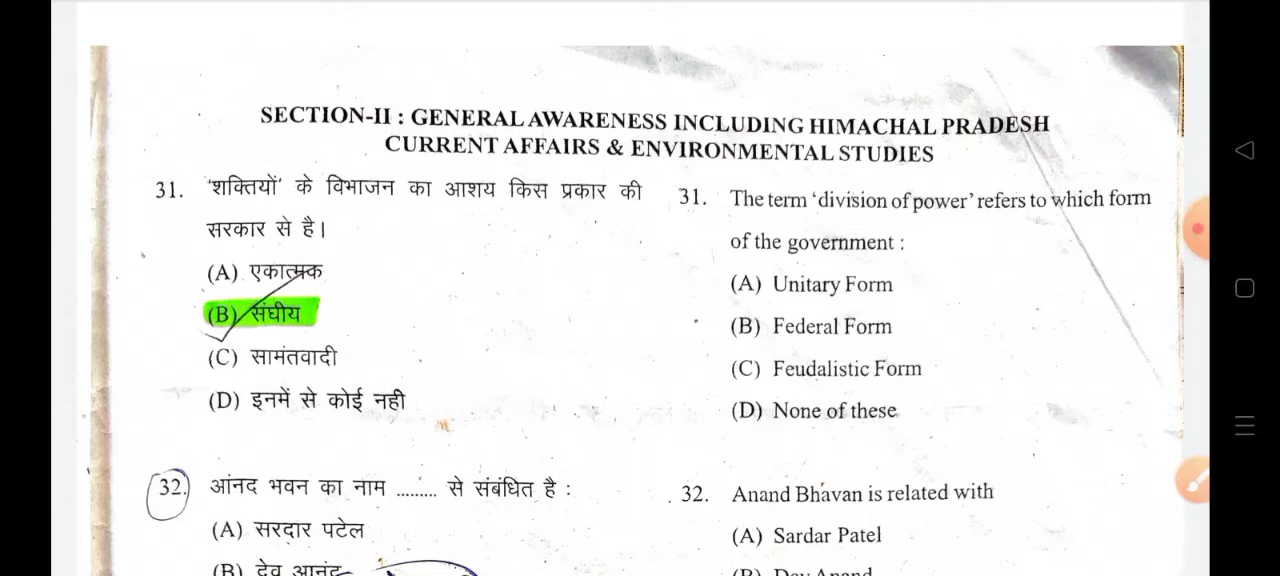 SECTION-II : GENERAL AWARENESS INCLUDING HIMACHAL PRADESH
CURRENT AFFAIRS & ENVIRONMENTAL STUDIES
31. 'शक्तियों' के विभाजन का आशय किस प्रकार की
सरकार से है।
(A) एकात्मक
(B) संघीय
(C) सामंतवादी
(D) इनमें से कोई नही
32. आंनद भवन का नाम ......... से संबंधित है :
(A) सरदार पटेल
(B) देव आनंद
31. The term 'division of power' refers to which form
of the government :
(A) Unitary Form
(B) Federal Form
(C) Feudalistic Form
(D) None of these
32. Anand Bhavan is related with
(A) Sardar Patel
(B) Dev Anand